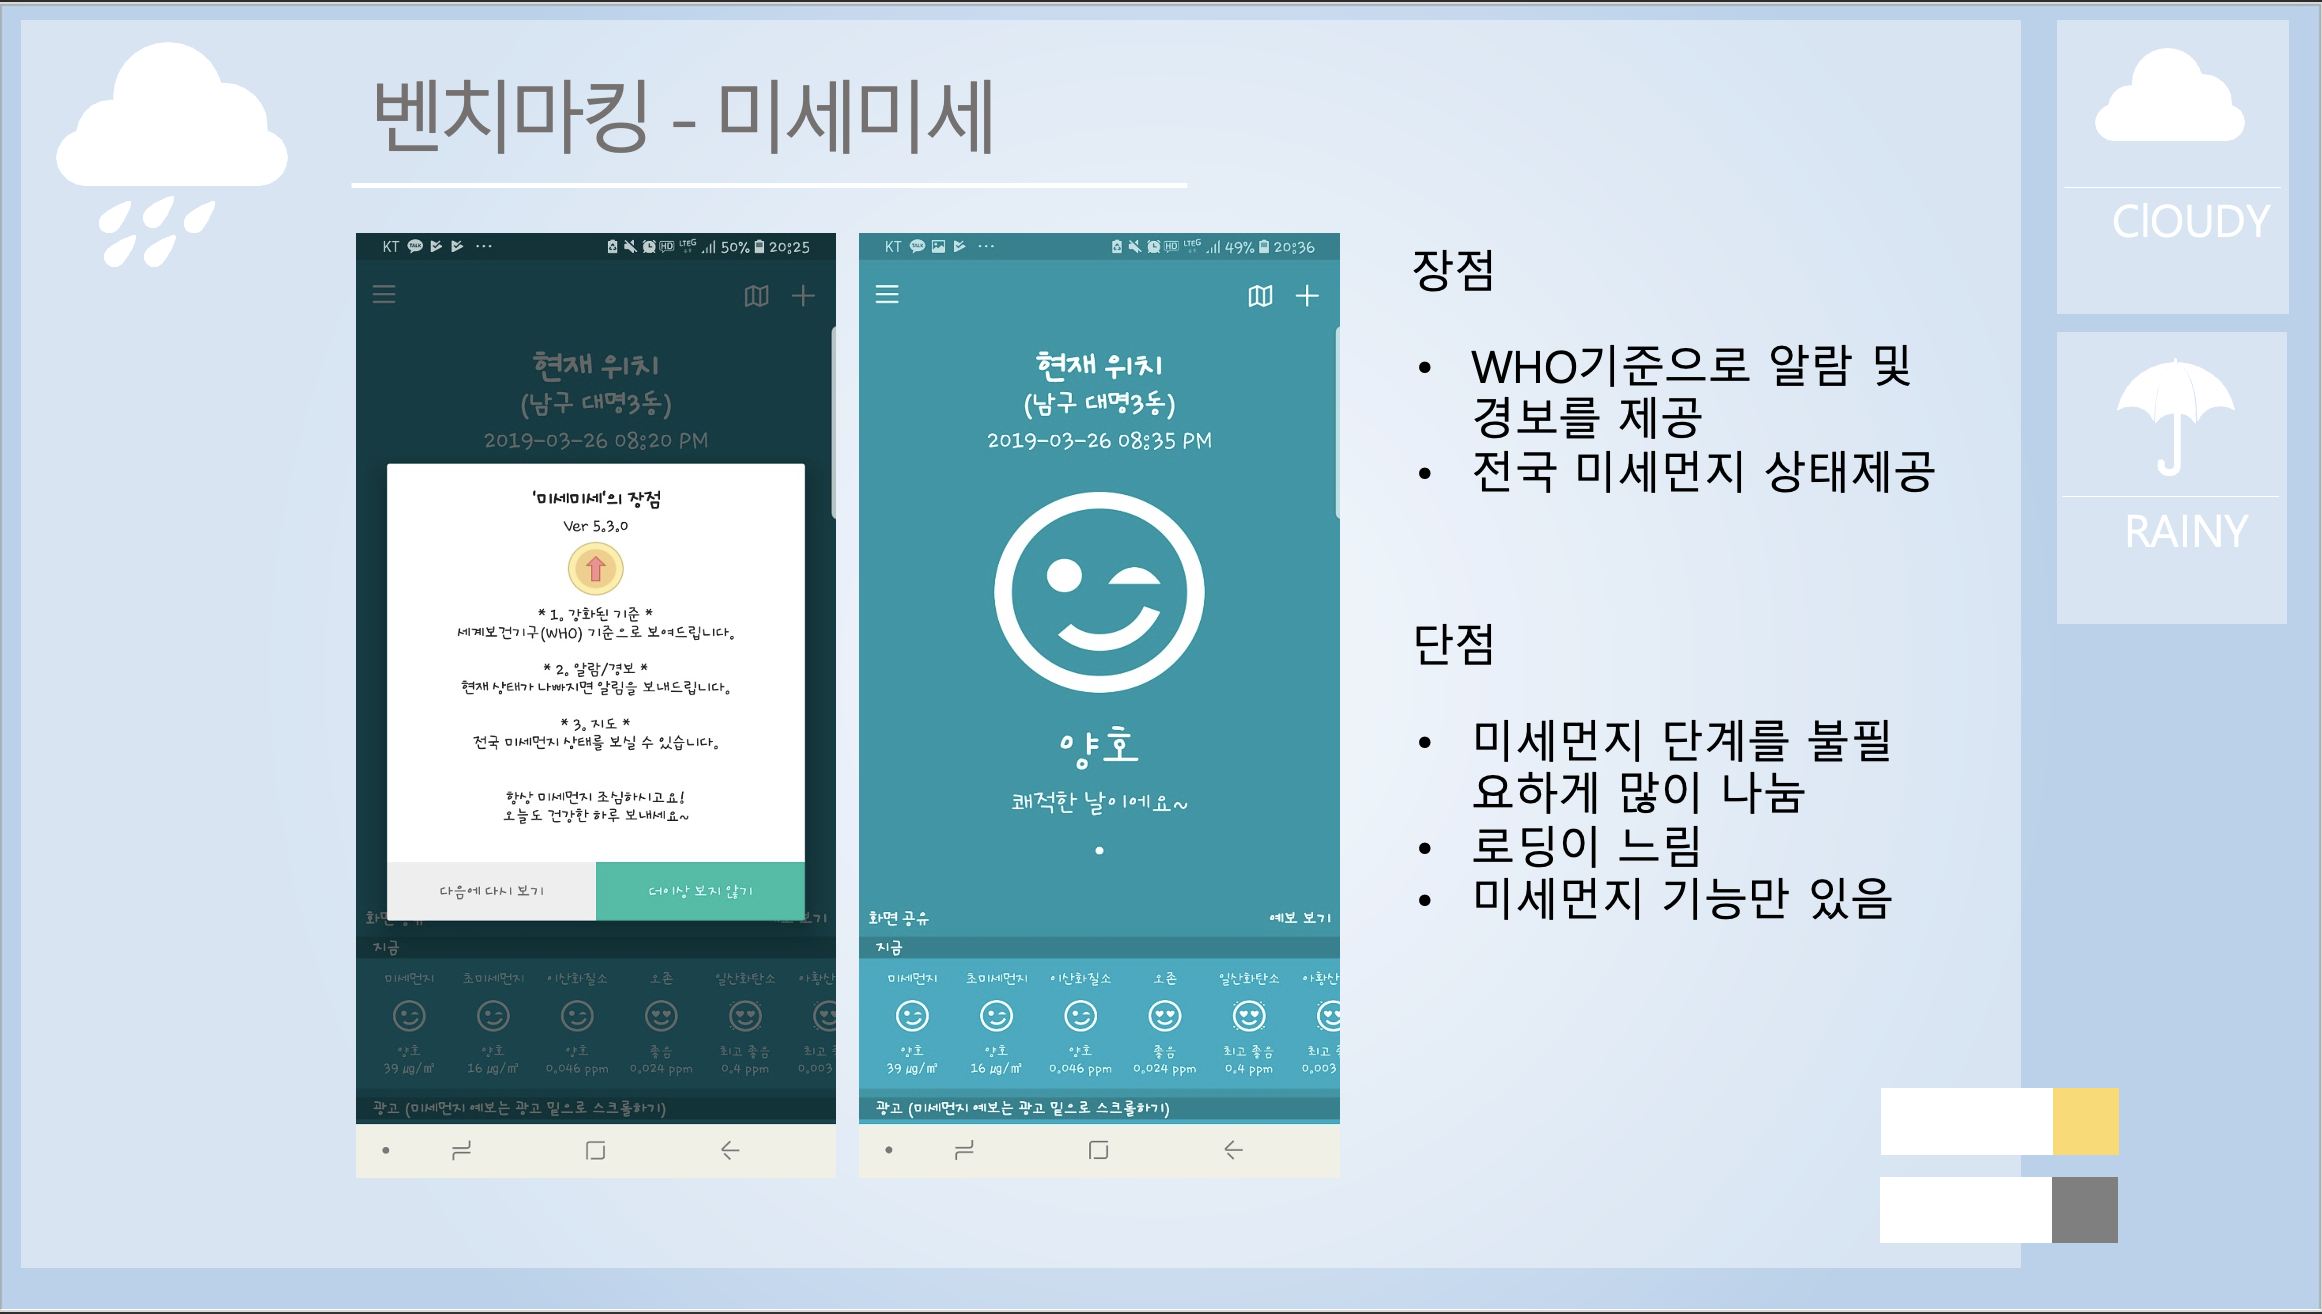 벤치마킹 - 미세미세
KT
50%
20:25
현재 위치
(남구 대명3동)
2019-03-26 08:20 PM
'미세미세'의 장점
Ver 5.3.0
* 1. 강화된 기준 *
세계보건기구(WHO) 기준으로 보여드립니다.
* 2. 알람/경보 *
현재 상태가 나빠지면 알림을 보내드립니다.
* 3. 지도 *
전국 미세먼지 상태를 보실 수 있습니다.
항상 미세먼지 조심하시고요!
오늘도 건강한 하루 보내세요~
다음에 다시 보기 더이상 보지 않기
보기
지금
미세먼지 초미세먼지 이산화질소 오존 일산화탄소 아황산
양호 양호 양호 좋음 최고 좋음 최고
39 ㎍/㎥ 16 ㎍/㎥ 0.046 ppm 0.024 ppm 0.4 ppm 0.003
광고 (미세먼지 예보는 광고 밑으로 스크롤하기)
KT
49%
20:36
현재 위치
(남구 대명3동)
2019-03-26 08:35 PM
양호
쾌적한 날이에요~
화면 공유 예보 보기
지금
미세먼지 초미세먼지 이산화질소 오존 일산화탄소 아황산
양호 양호 양호 좋음 최고 좋음 최고
39 ㎍/㎥ 16 ㎍/㎥ 0.046 ppm 0.024 ppm 0.4 ppm 0.003
광고 (미세먼지 예보는 광고 밑으로 스크롤하기)
장점
• WHO기준으로 알람 및
경보를 제공
• 전국 미세먼지 상태제공
단점
• 미세먼지 단계를 불필
요하게 많이 나눔
• 로딩이 느림
• 미세먼지 기능만 있음
ClOUDY
RAINY